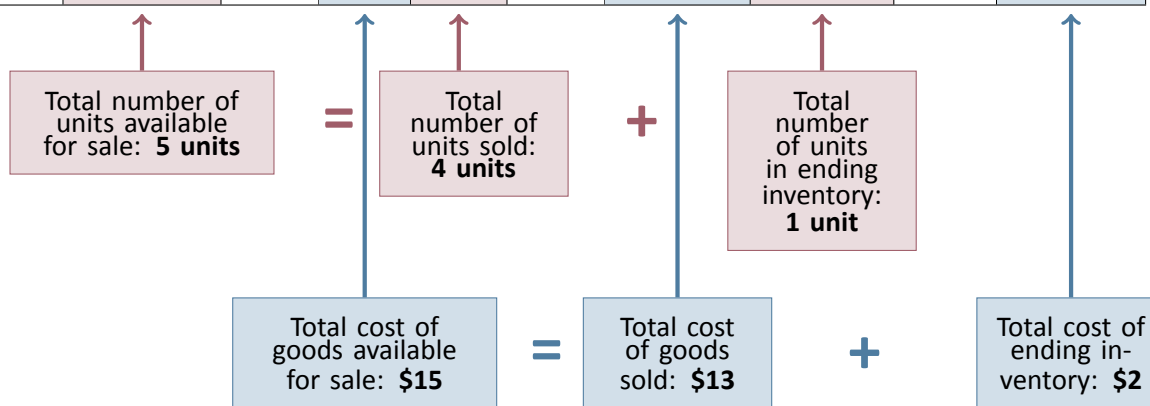 Total number of
units available
for sale: 5 units
=
Total
number of
units sold:
4 units
+
Total
number
of units
in ending
inventory:
1 unit
Total cost of
goods available
for sale: $15
=
Total cost
of goods
sold: $13
+
Total cost of
ending in-
ventory: $2